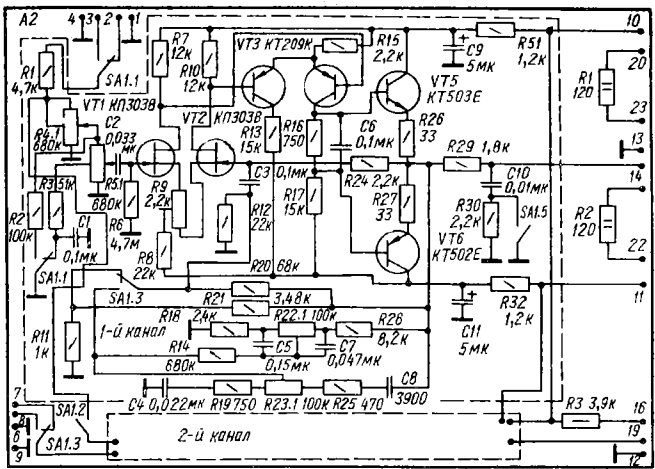 A2
4 3 2 1
R7
12к
R10
12к
VT3 КТ209К
R15
2,2к
C9
5мк
R51
1,2к
10
20
R1
4,7к
SA1.1
VT1 КП303В
VT2
КП303В
VT5
КТ503Е
R1
120
23
C2
0,033
мк
R4.1
680к
R13
15к
R16
750
C6
0,1мк
R26
33
R29 1,8к
13
14
R3 51к
R5.1
680к
R9
2,2к
C3
0,1мк
R24 2,2к
C10
0,01мк
R2
100к
C1
0,1мк
R6
4,7м
R8
22к
R12
22к
R17
15к
R27
33
R30
2,2к
SA1.5
R2
120
VT6
КТ502Е
22
SA1.1
R20 68к
SA1.3
R21
3,48к
C11
5мк
R32
1,2к
11
1-й канал
R18
2,4к
R22.1 100к
R26
8,2к
R11
1к
R14
680к
C5
0,15мк
C7
0,047мк
C4 0,022мк
R19 750
R23.1 100к
R25 470
C8
3900
7
8
6
9
SA1.2
SA1.3
2-й канал
R3 3,9к
16
19
12